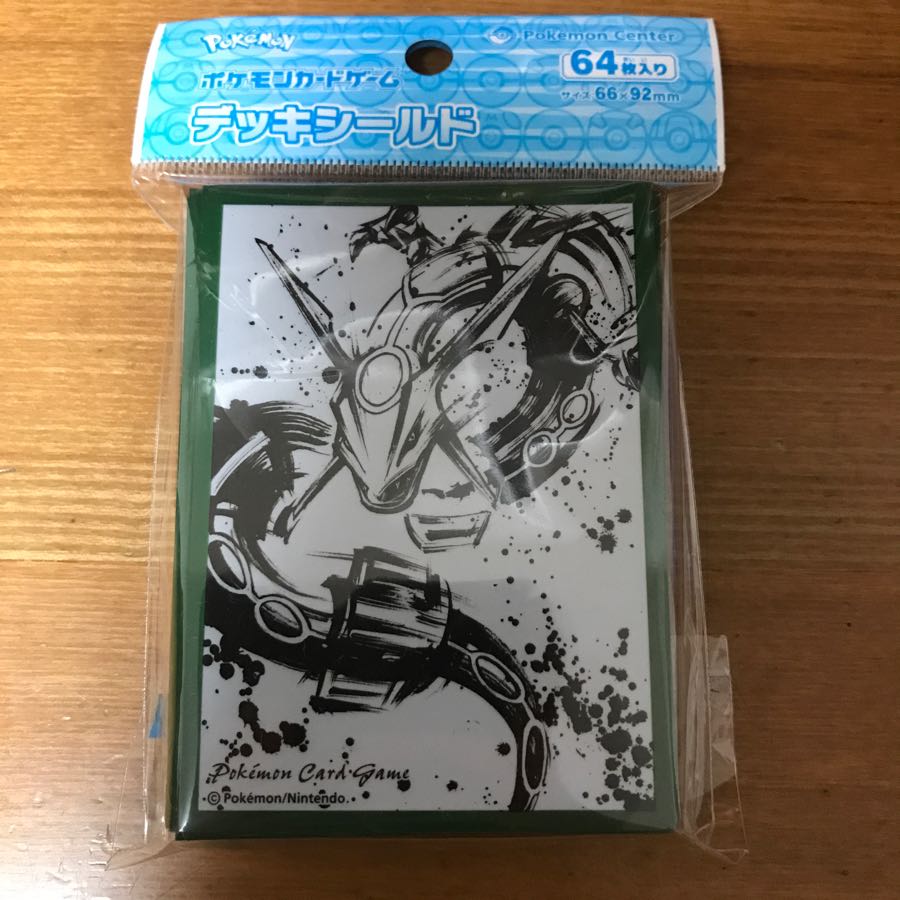 Pokémon
Pokémon Center
64枚入り
ポケモンカードゲーム
サイズ:66×92mm
デッキシールド
Pokémon Card Game
© Pokémon/Nintendo.